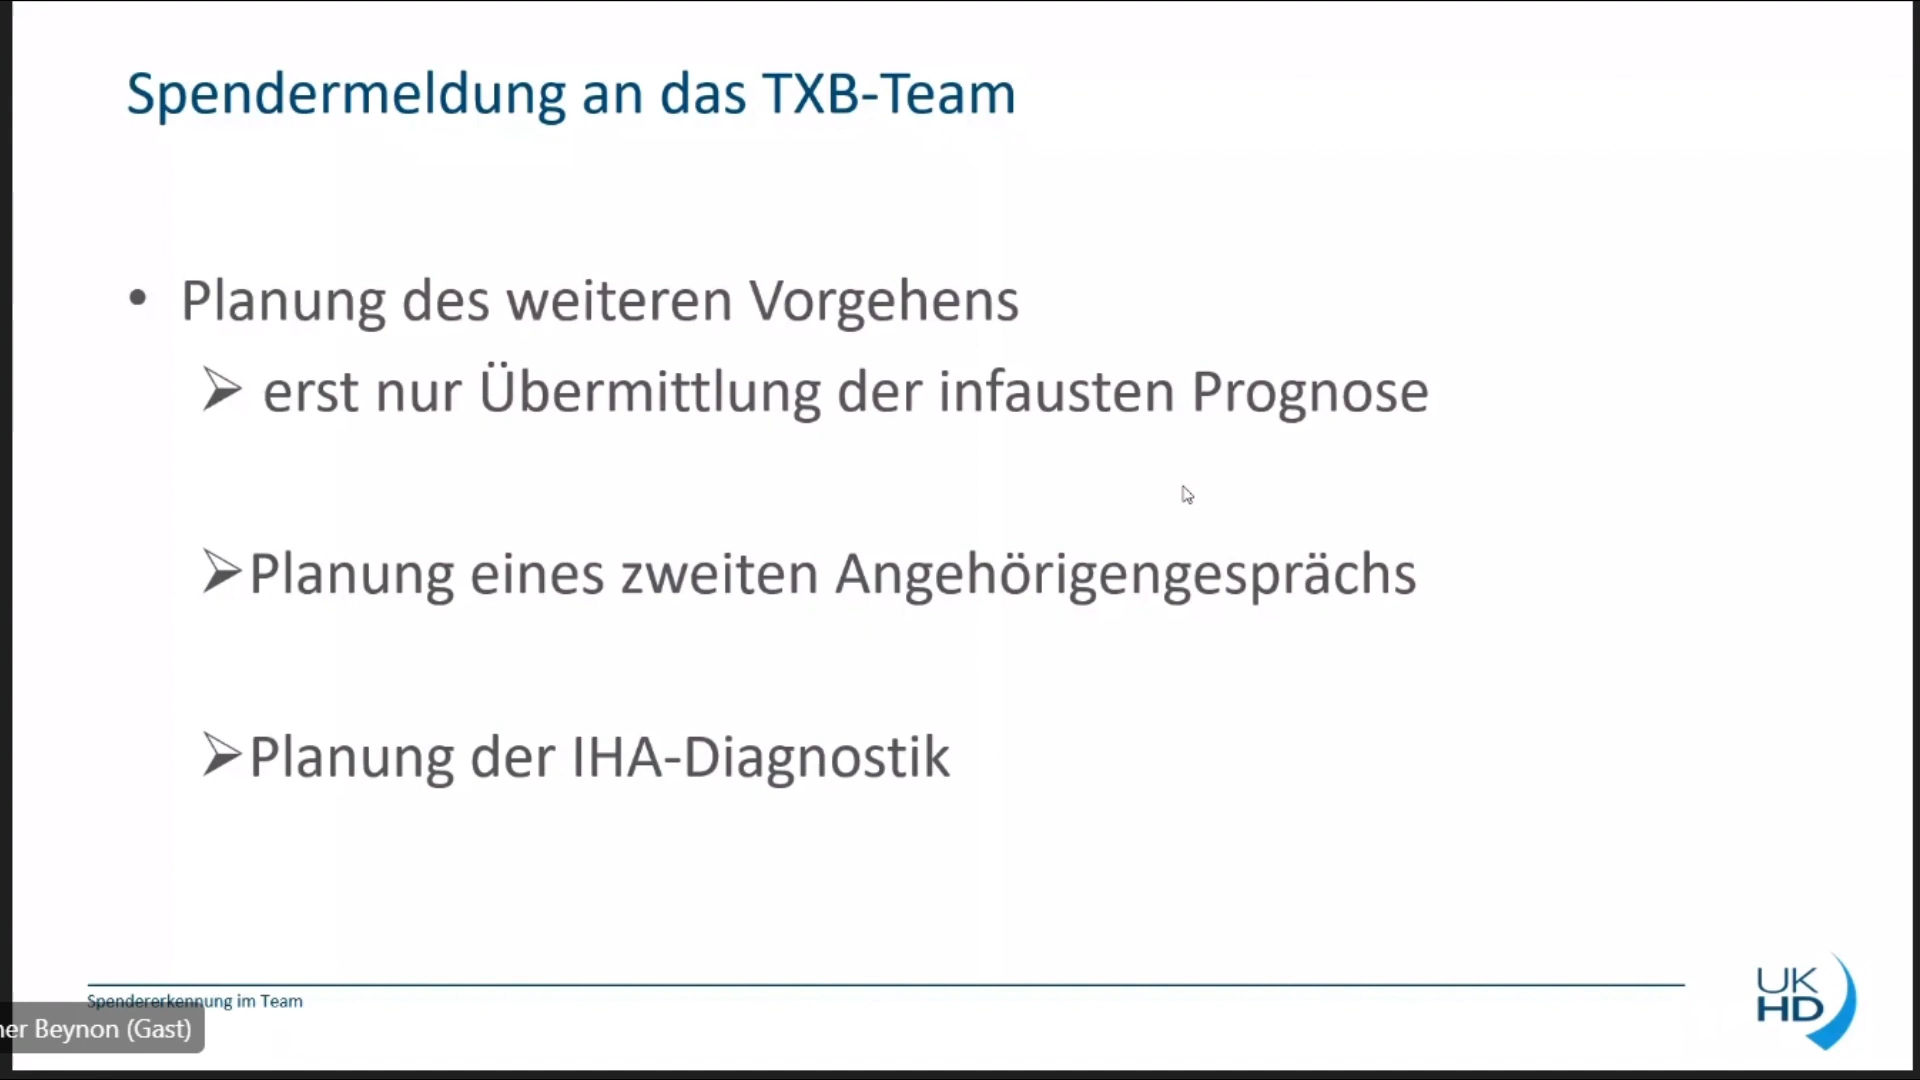 Spendermeldung an das TXB-Team
• Planung des weiteren Vorgehens
➢ erst nur Übermittlung der infausten Prognose
➢ Planung eines zweiten Angehörigengesprächs
➢ Planung der IHA-Diagnostik
Spendererkennung im Team
Beynon (Gast)
UK
HD